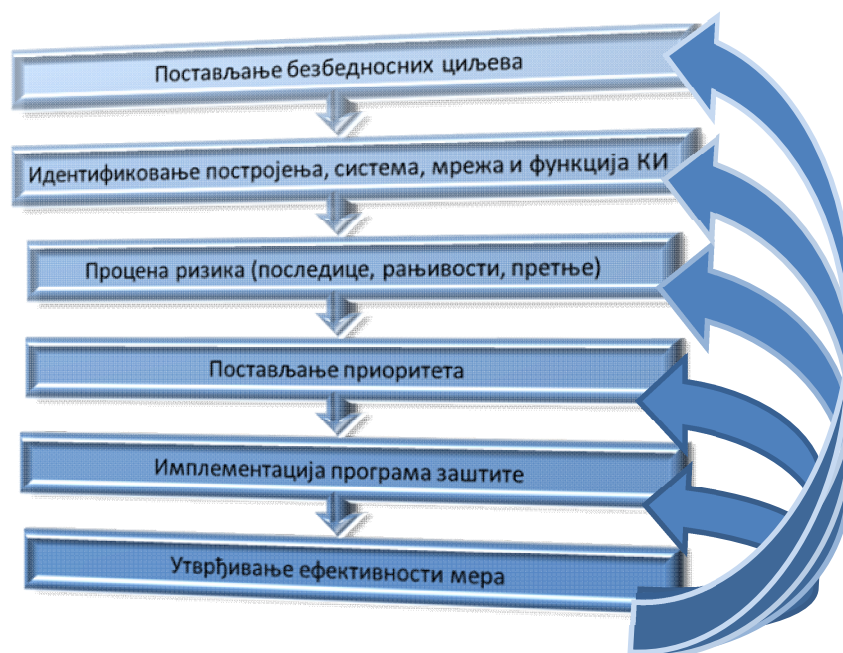 Постављање безбедносних циљева
Идентификовање постројења, система, мрежа и функција КИ
Процена ризика (последице, рањивости, претње)
Постављање приоритета
Имплементација програма заштите
Утврђивање ефективности мера